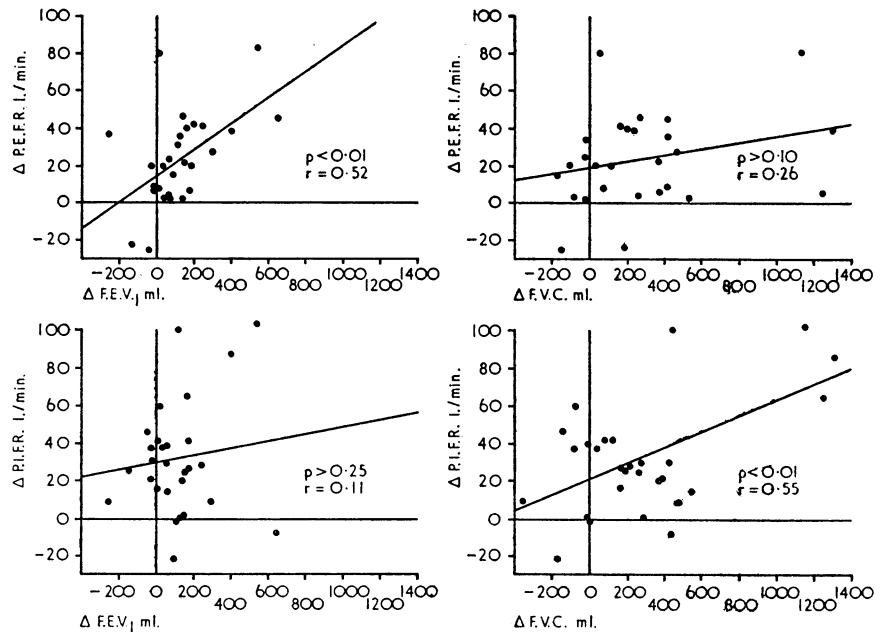 100
80
60
40
20
0
−20
Δ P.E.F.R. l./min.
p < 0·01
r = 0·52
−200 0 200 400 600 800 1000 1200 1400
Δ F.E.V.₁ ml.
100
80
60
40
20
0
−20
Δ P.E.F.R. l./min.
p > 0·10
r = 0·26
−200 0 200 400 600 800 1000 1200 1400
Δ F.V.C. ml.
100
80
60
40
20
0
−20
Δ P.I.F.R. l./min.
p > 0·25
r = 0·11
−200 0 200 400 600 800 1000 1200 1400
Δ F.E.V.₁ ml.
100
80
60
40
20
0
−20
Δ P.I.F.R. l./min.
p < 0·01
r = 0·55
−200 0 200 400 600 800 1000 1200 1400
Δ F.V.C. ml.